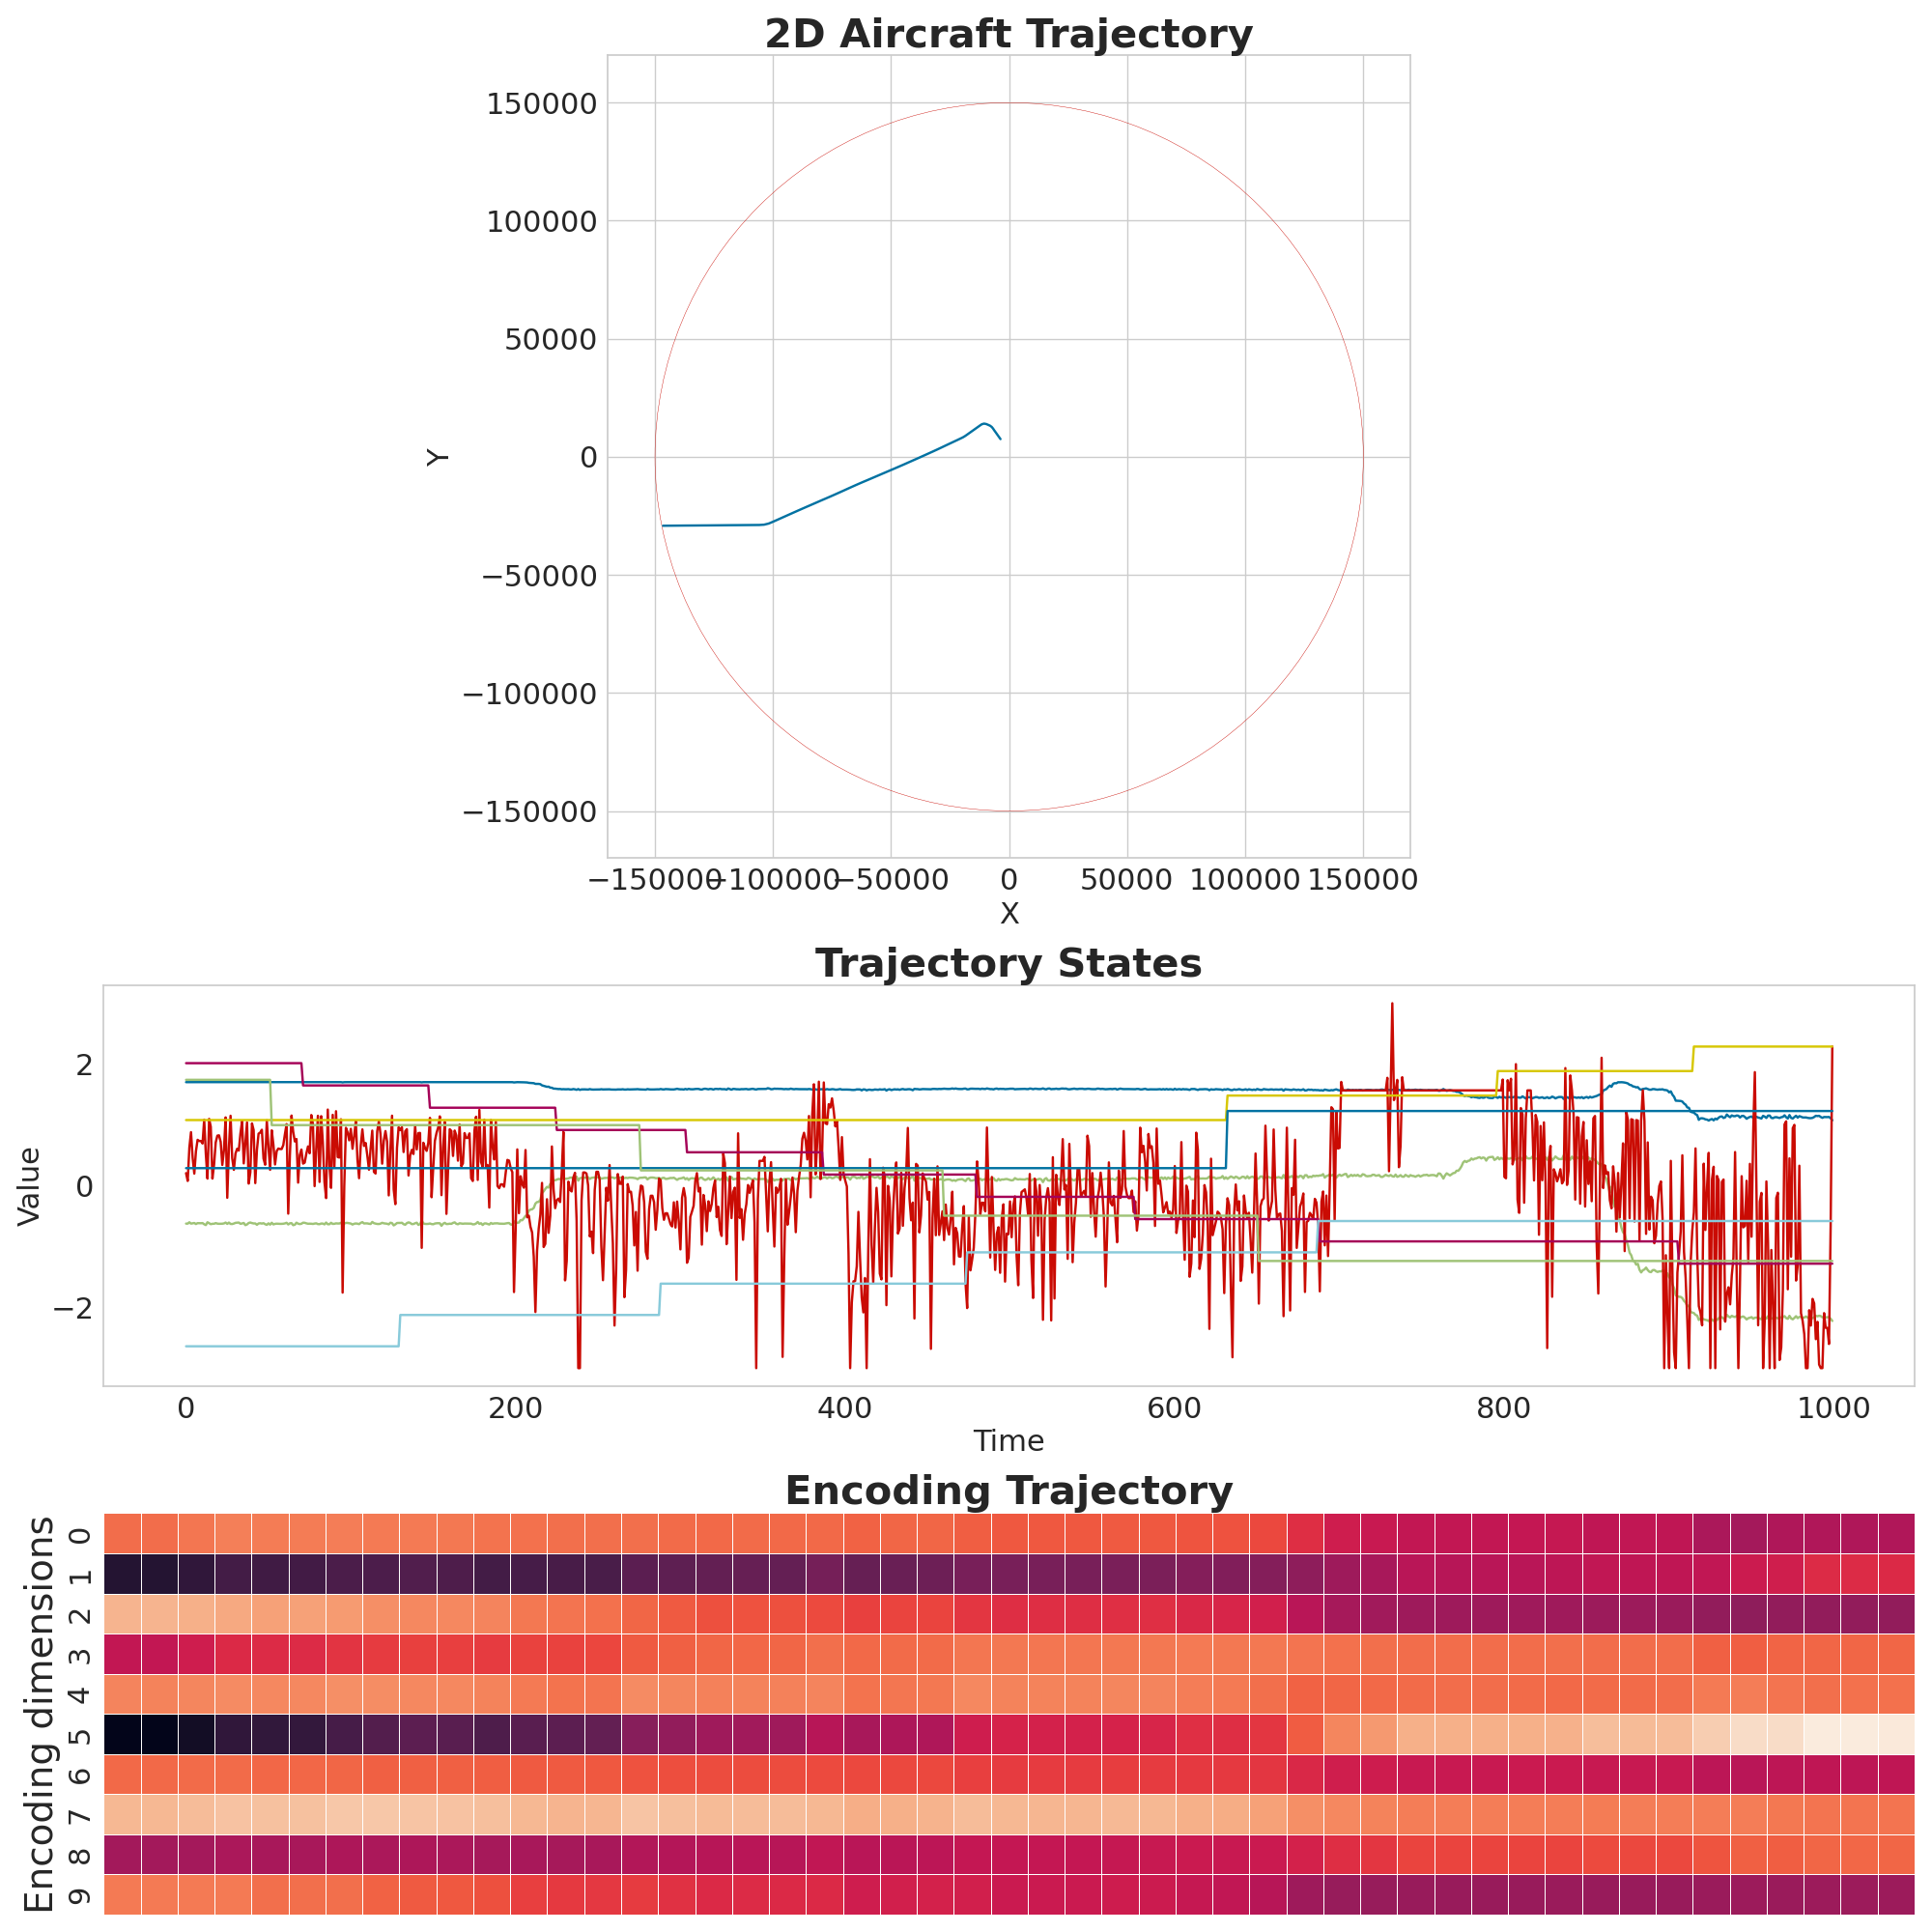 2D Aircraft Trajectory
150000
100000
50000
0
−50000
−100000
−150000
Y
−150000 −100000 −50000 0 50000 100000 150000
X
Trajectory States
2
0
−2
Value
0 200 400 600 800 1000
Time
Encoding Trajectory
Encoding dimensions
0
1
2
3
4
5
6
7
8
9